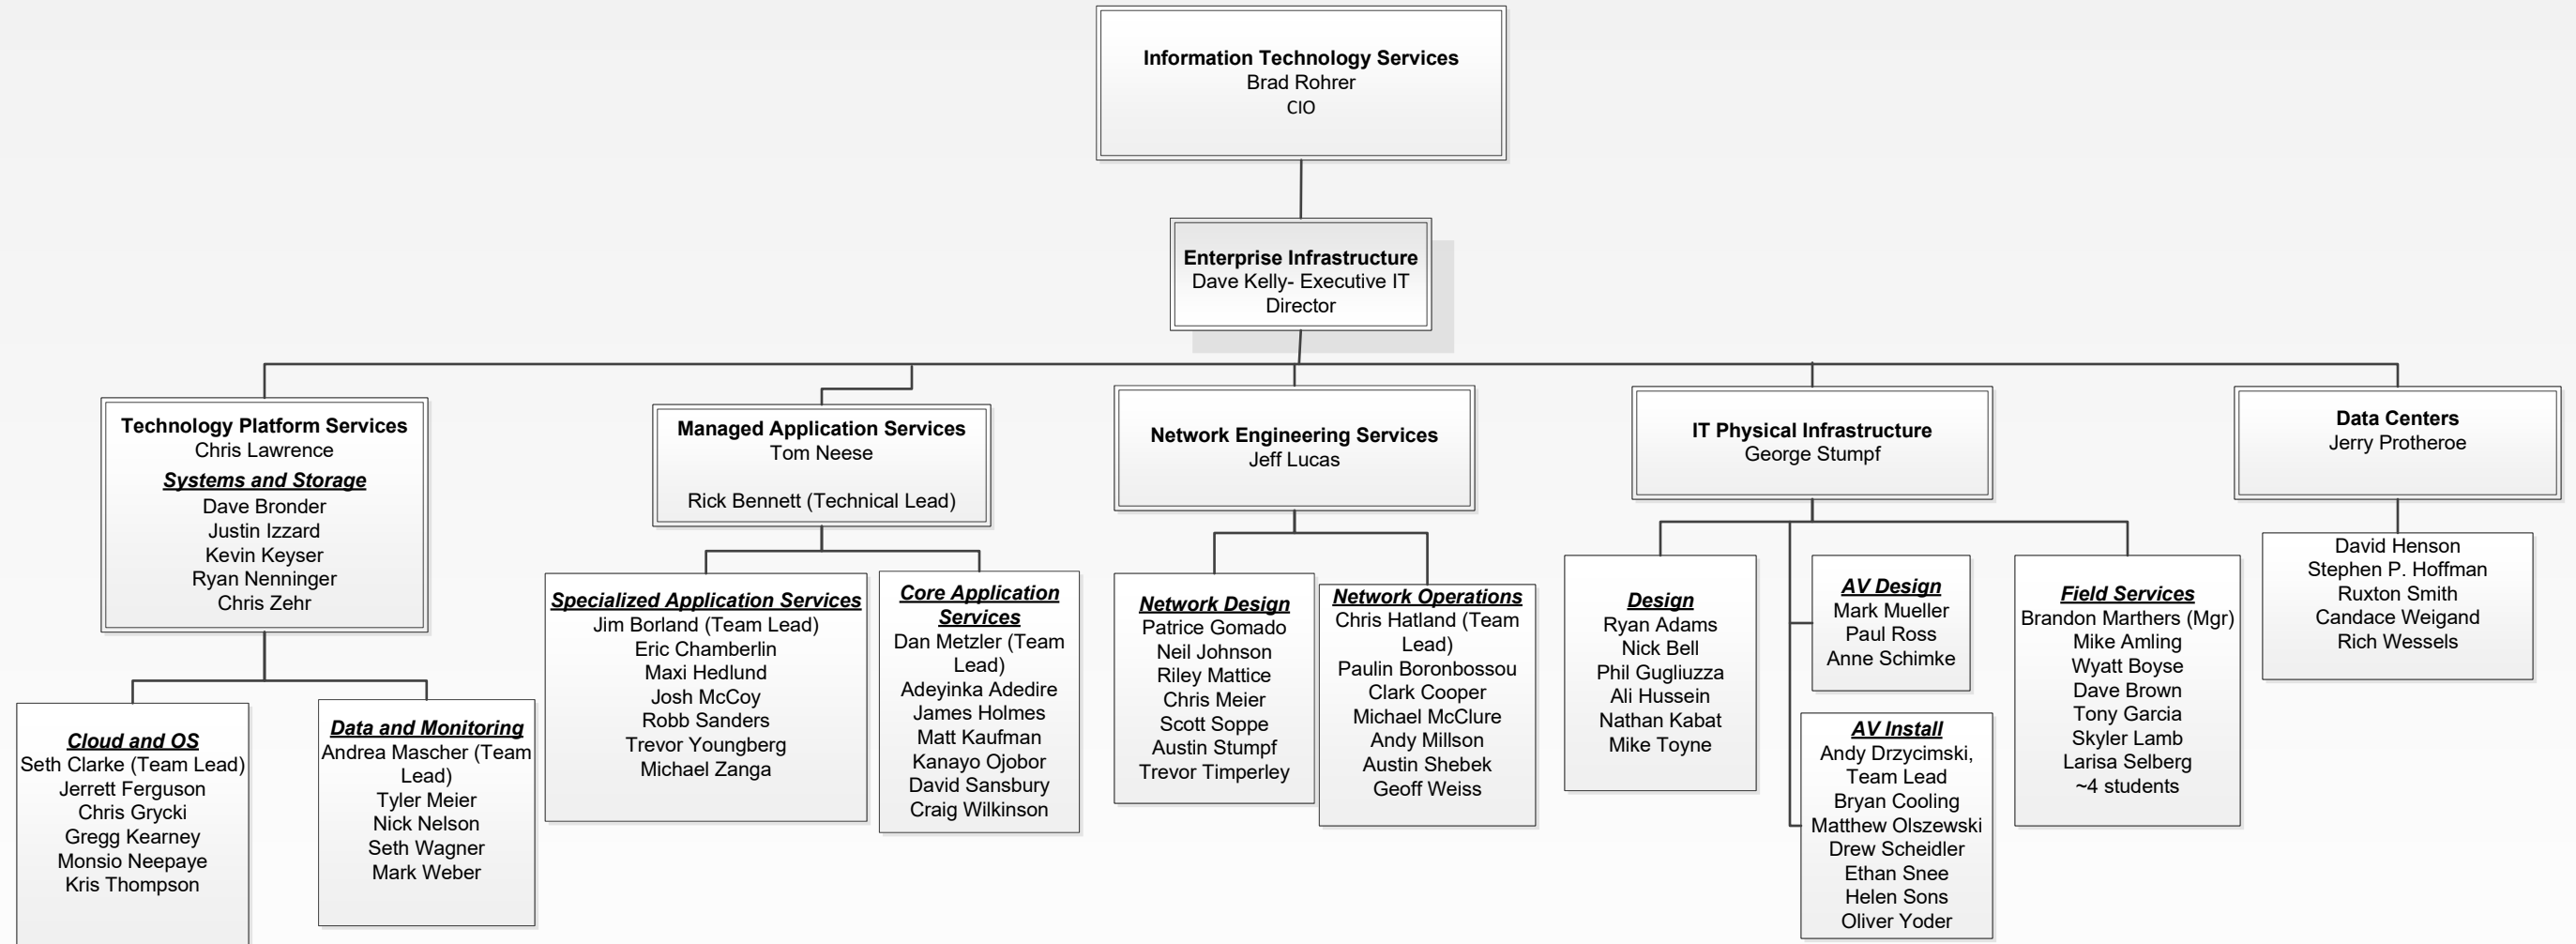 Information Technology Services
Brad Rohrer
CIO
Enterprise Infrastructure
Dave Kelly- Executive IT
Director
Technology Platform Services
Chris Lawrence
Systems and Storage
Dave Bronder
Justin Izzard
Kevin Keyser
Ryan Nenninger
Chris Zehr
Cloud and OS
Seth Clarke (Team Lead)
Jerrett Ferguson
Chris Grycki
Gregg Kearney
Monsio Neepaye
Kris Thompson
Data and Monitoring
Andrea Mascher (Team
Lead)
Tyler Meier
Nick Nelson
Seth Wagner
Mark Weber
Managed Application Services
Tom Neese
Rick Bennett (Technical Lead)
Specialized Application Services
Jim Borland (Team Lead)
Eric Chamberlin
Maxi Hedlund
Josh McCoy
Robb Sanders
Trevor Youngberg
Michael Zanga
Core Application
Services
Dan Metzler (Team
Lead)
Adeyinka Adedire
James Holmes
Matt Kaufman
Kanayo Ojobor
David Sansbury
Craig Wilkinson
Network Engineering Services
Jeff Lucas
Network Design
Patrice Gomado
Neil Johnson
Riley Mattice
Chris Meier
Scott Soppe
Austin Stumpf
Trevor Timperley
Network Operations
Chris Hatland (Team
Lead)
Paulin Boronbossou
Clark Cooper
Michael McClure
Andy Millson
Austin Shebek
Geoff Weiss
IT Physical Infrastructure
George Stumpf
Design
Ryan Adams
Nick Bell
Phil Gugliuzza
Ali Hussein
Nathan Kabat
Mike Toyne
AV Design
Mark Mueller
Paul Ross
Anne Schimke
AV Install
Andy Drzycimski,
Team Lead
Bryan Cooling
Matthew Olszewski
Drew Scheidler
Ethan Snee
Helen Sons
Oliver Yoder
Field Services
Brandon Marthers (Mgr)
Mike Amling
Wyatt Boyse
Dave Brown
Tony Garcia
Skyler Lamb
Larisa Selberg
~4 students
Data Centers
Jerry Protheroe
David Henson
Stephen P. Hoffman
Ruxton Smith
Candace Weigand
Rich Wessels